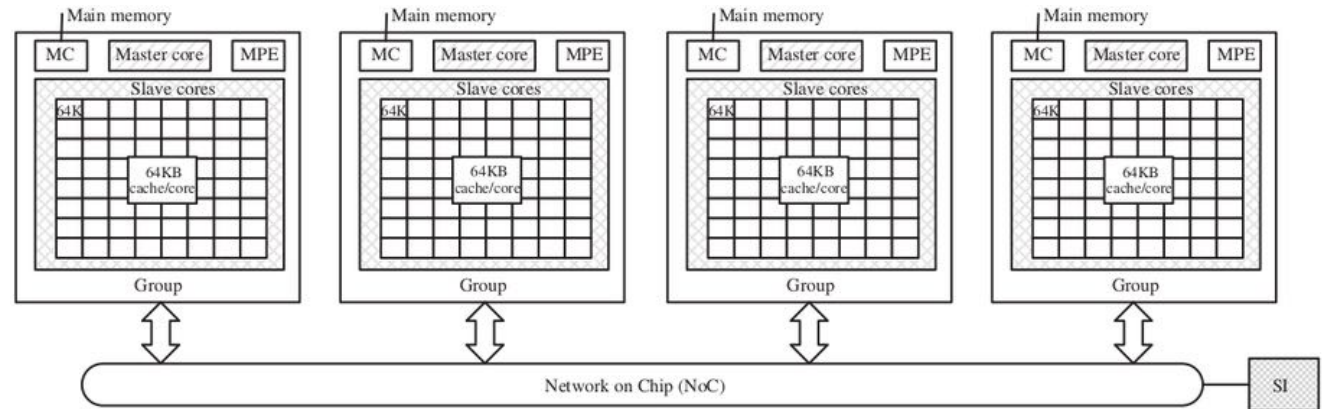 Main memory
Main memory
Main memory
Main memory
MC
Master core
MPE
MC
Master core
MPE
MC
Master core
MPE
MC
Master core
MPE
Slave cores
Slave cores
Slave cores
Slave cores
64K
64K
64K
64K
64KB
cache/core
64KB
cache/core
64KB
cache/core
64KB
cache/core
Group
Group
Group
Group
Network on Chip (NoC)
SI